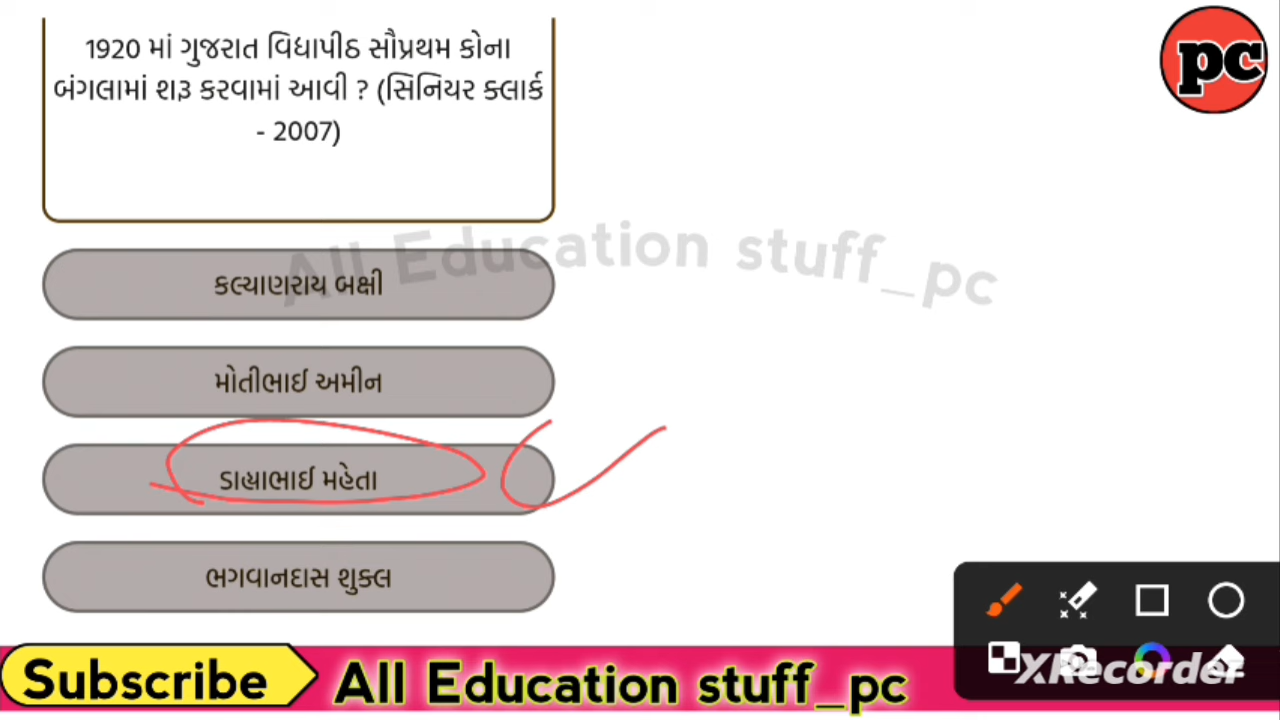 1920 માં ગુજરાત વિદ્યાપીઠ સૌપ્રથમ કોના
બંગલામાં શરૂ કરવામાં આવી ? (સિનિયર ક્લાર્ક
- 2007)
pc
All Education stuff_pc
કલ્યાણરાય બક્ષી
મોતીભાઈ અમીન
ડાહ્યાભાઈ મહેતા
ભગવાનદાસ શુક્લ
Subscribe All Education stuff_pc
XRecorder